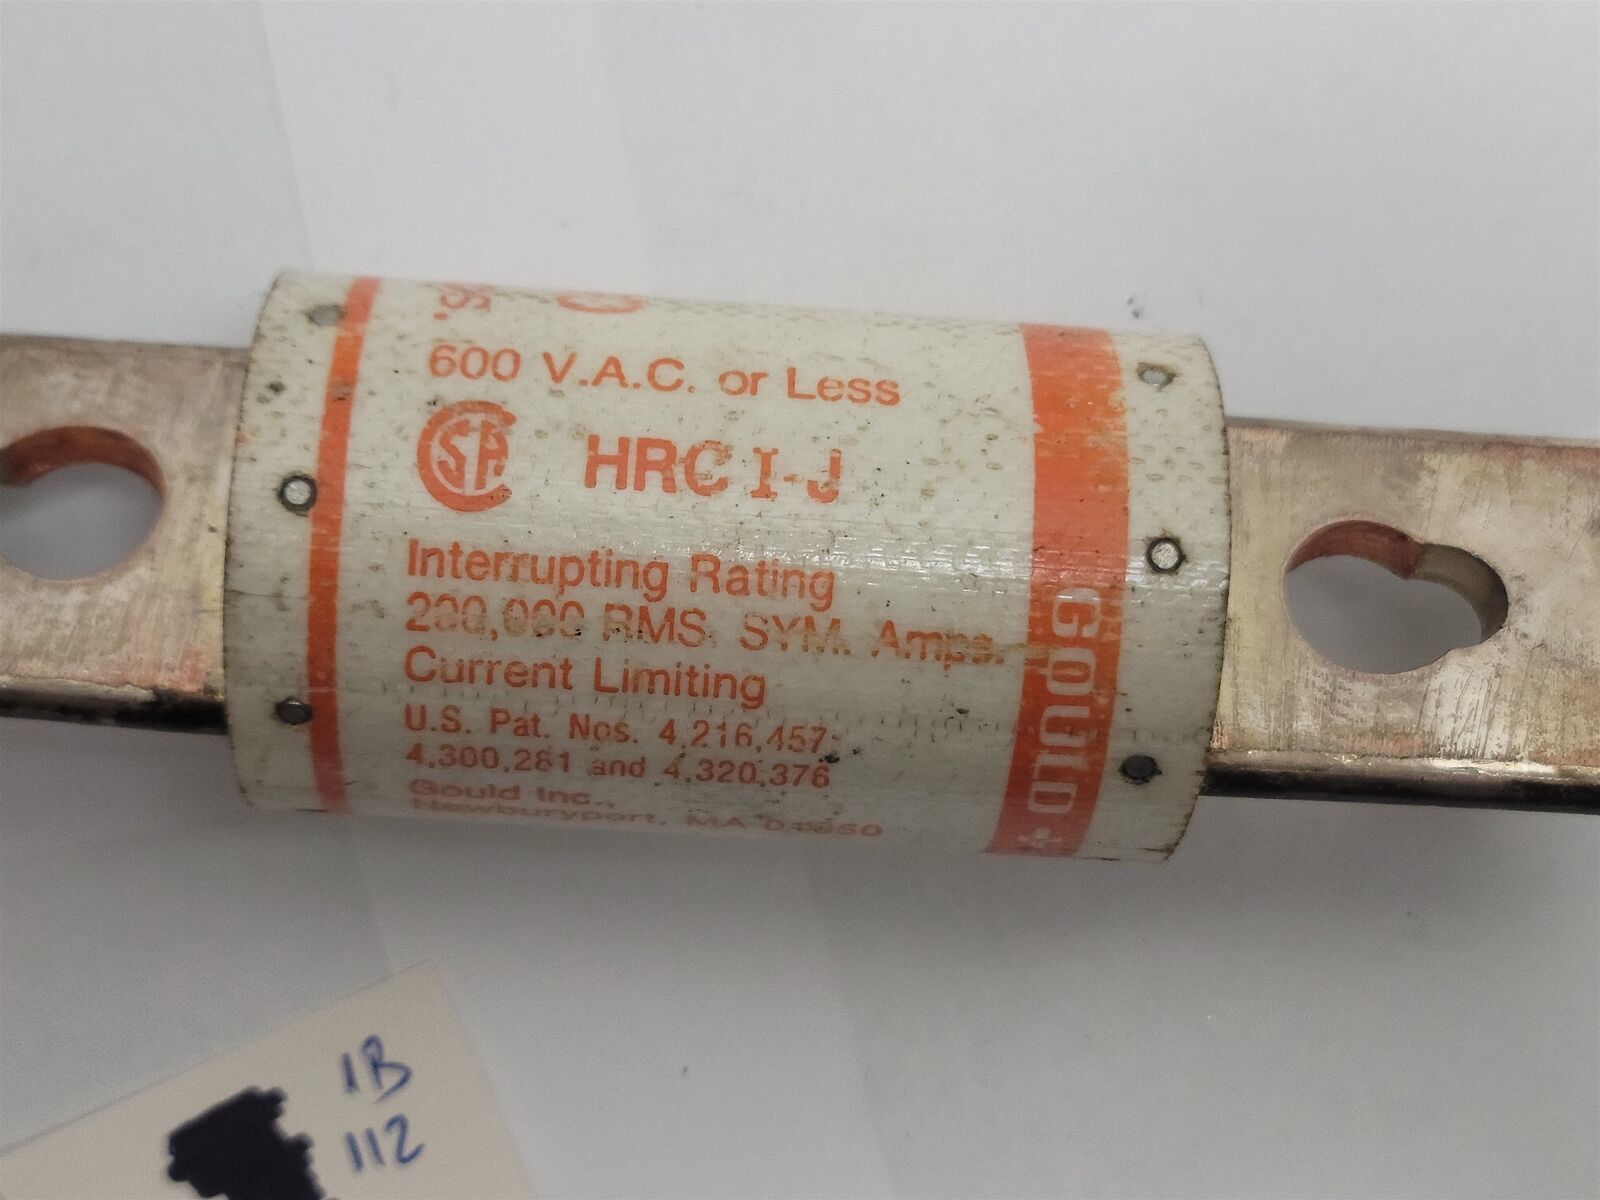 600 V.A.C. or Less
HRC I-J
Interrupting Rating
200,000 RMS. SYM. Amps.
Current Limiting
U.S. Pat. Nos. 4,216,457-
4,300,281 and 4,320,376
Gould Inc.,
Newburyport, MA 01950
GOULD
1B
112